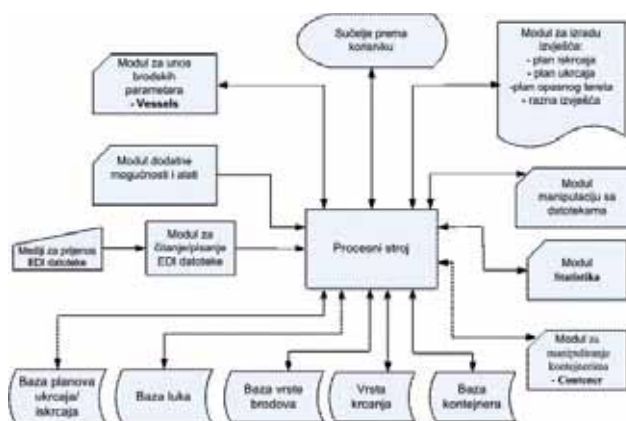 Sučelje prema
korisniku
Modul za unos
brodskih
parametara
- Vessels
Modul za izradu
izvješća:
- plan iskrcaja
- plan ukrcaja
-plan opasnog tereta
- razna izvješća
Modul dodatne
mogućnosti i alati
Modul
manipulaciju sa
datotekama
Mediji za prijenos
EDI datoteke
Modul za
čitanje/pisanje
EDI datoteke
Procesni stroj
Modul
Statistika
Modul za
manipuliranje
kontejnerima
- Contener
Baza planova
ukrcaja/
iskrcaja
Baza luka
Baza vrste
brodova
Vrsta
krcanja
Baza
kontejnera